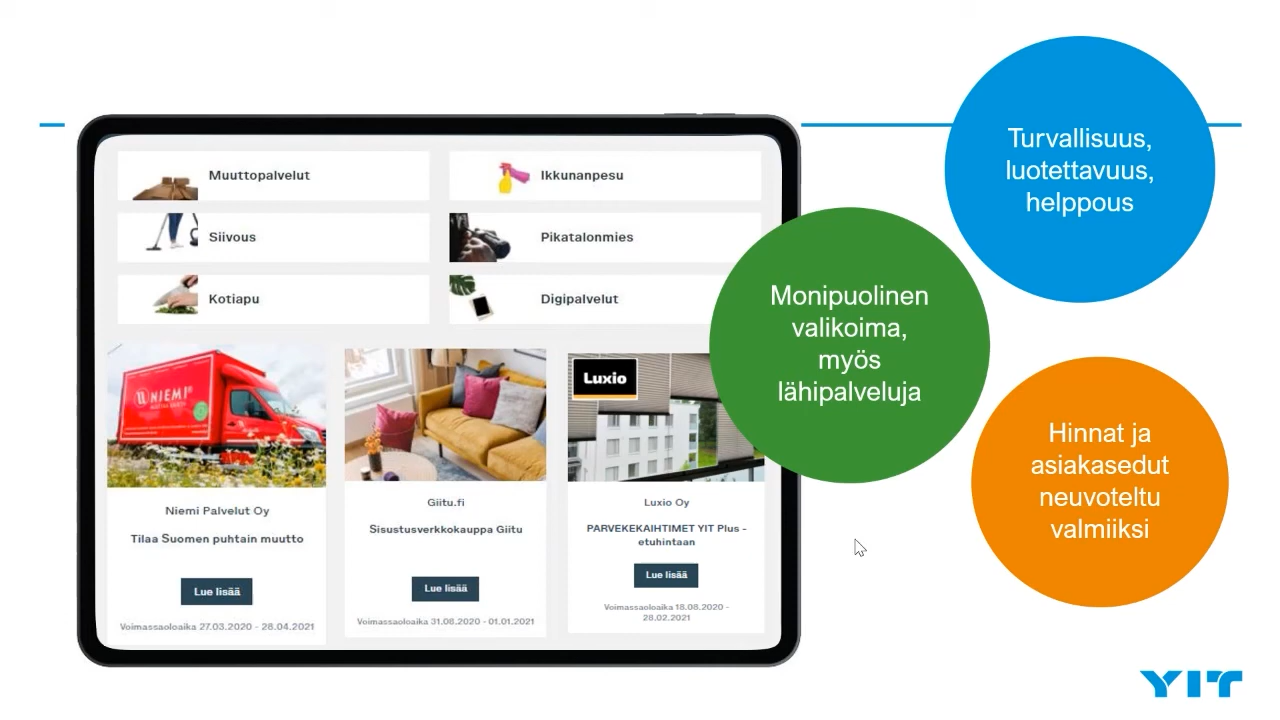 Muuttopalvelut
Ikkunanpesu
Siivous
Pikatalonmies
Kotiapu
Digipalvelut
NIEMI
Niemi Palvelut Oy
Tilaa Suomen puhtain muutto
Lue lisää
Voimassaoloaika 27.03.2020 - 28.04.2021
Giitu.fi
Sisustusverkkokauppa Giitu
Lue lisää
Voimassaoloaika 31.08.2020 - 01.01.2021
Luxio
Luxio Oy
PARVEKEKAIHTIMET YIT Plus -
etuhintaan
Lue lisää
Voimassaoloaika 18.08.2020 -
28.02.2021
Turvallisuus,
luotettavuus,
helppous
Monipuolinen
valikoima,
myös
lähipalveluja
Hinnat ja
asiakasedut
neuvoteltu
valmiiksi
YIT